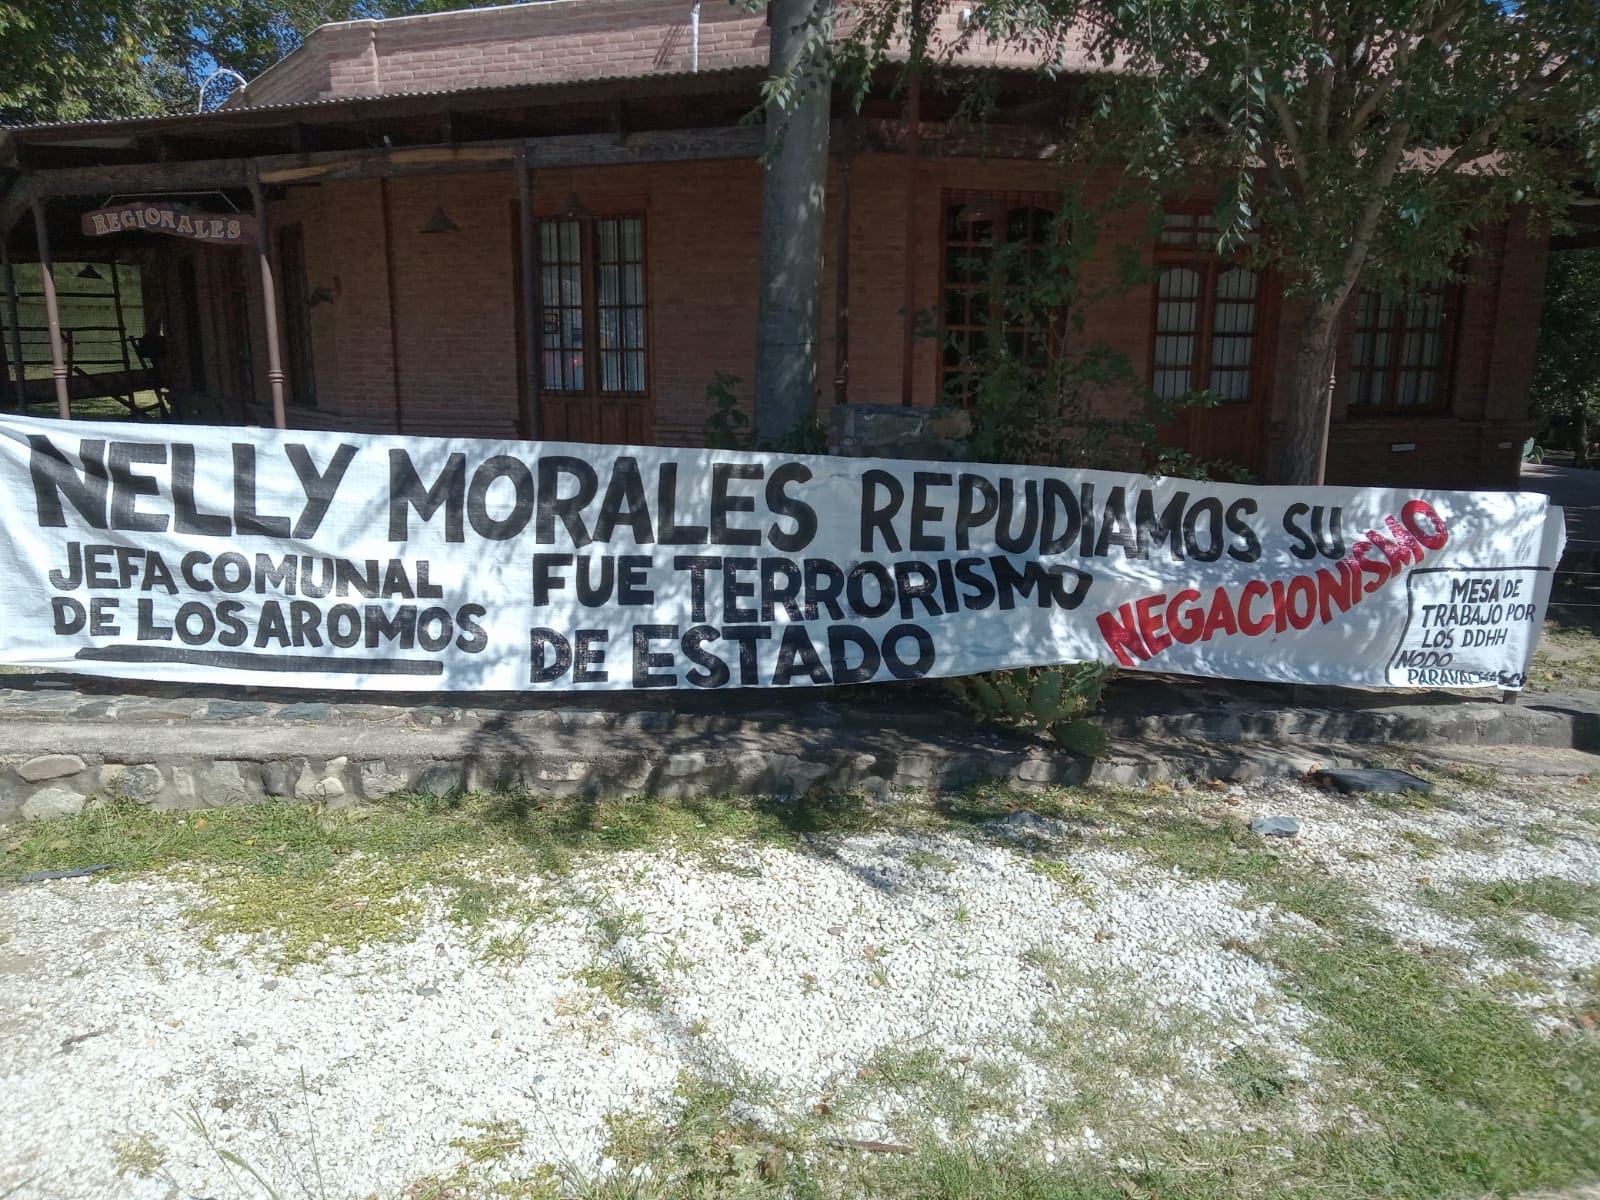 REGIONALES
NELLY MORALES REPUDIAMOS SU
NEGACIONISMO
JEFA COMUNAL
DE LOS AROMOS
FUE TERRORISMO
DE ESTADO
MESA DE
TRABAJO POR
LOS DDHH
NODO
PARAVACHASCA